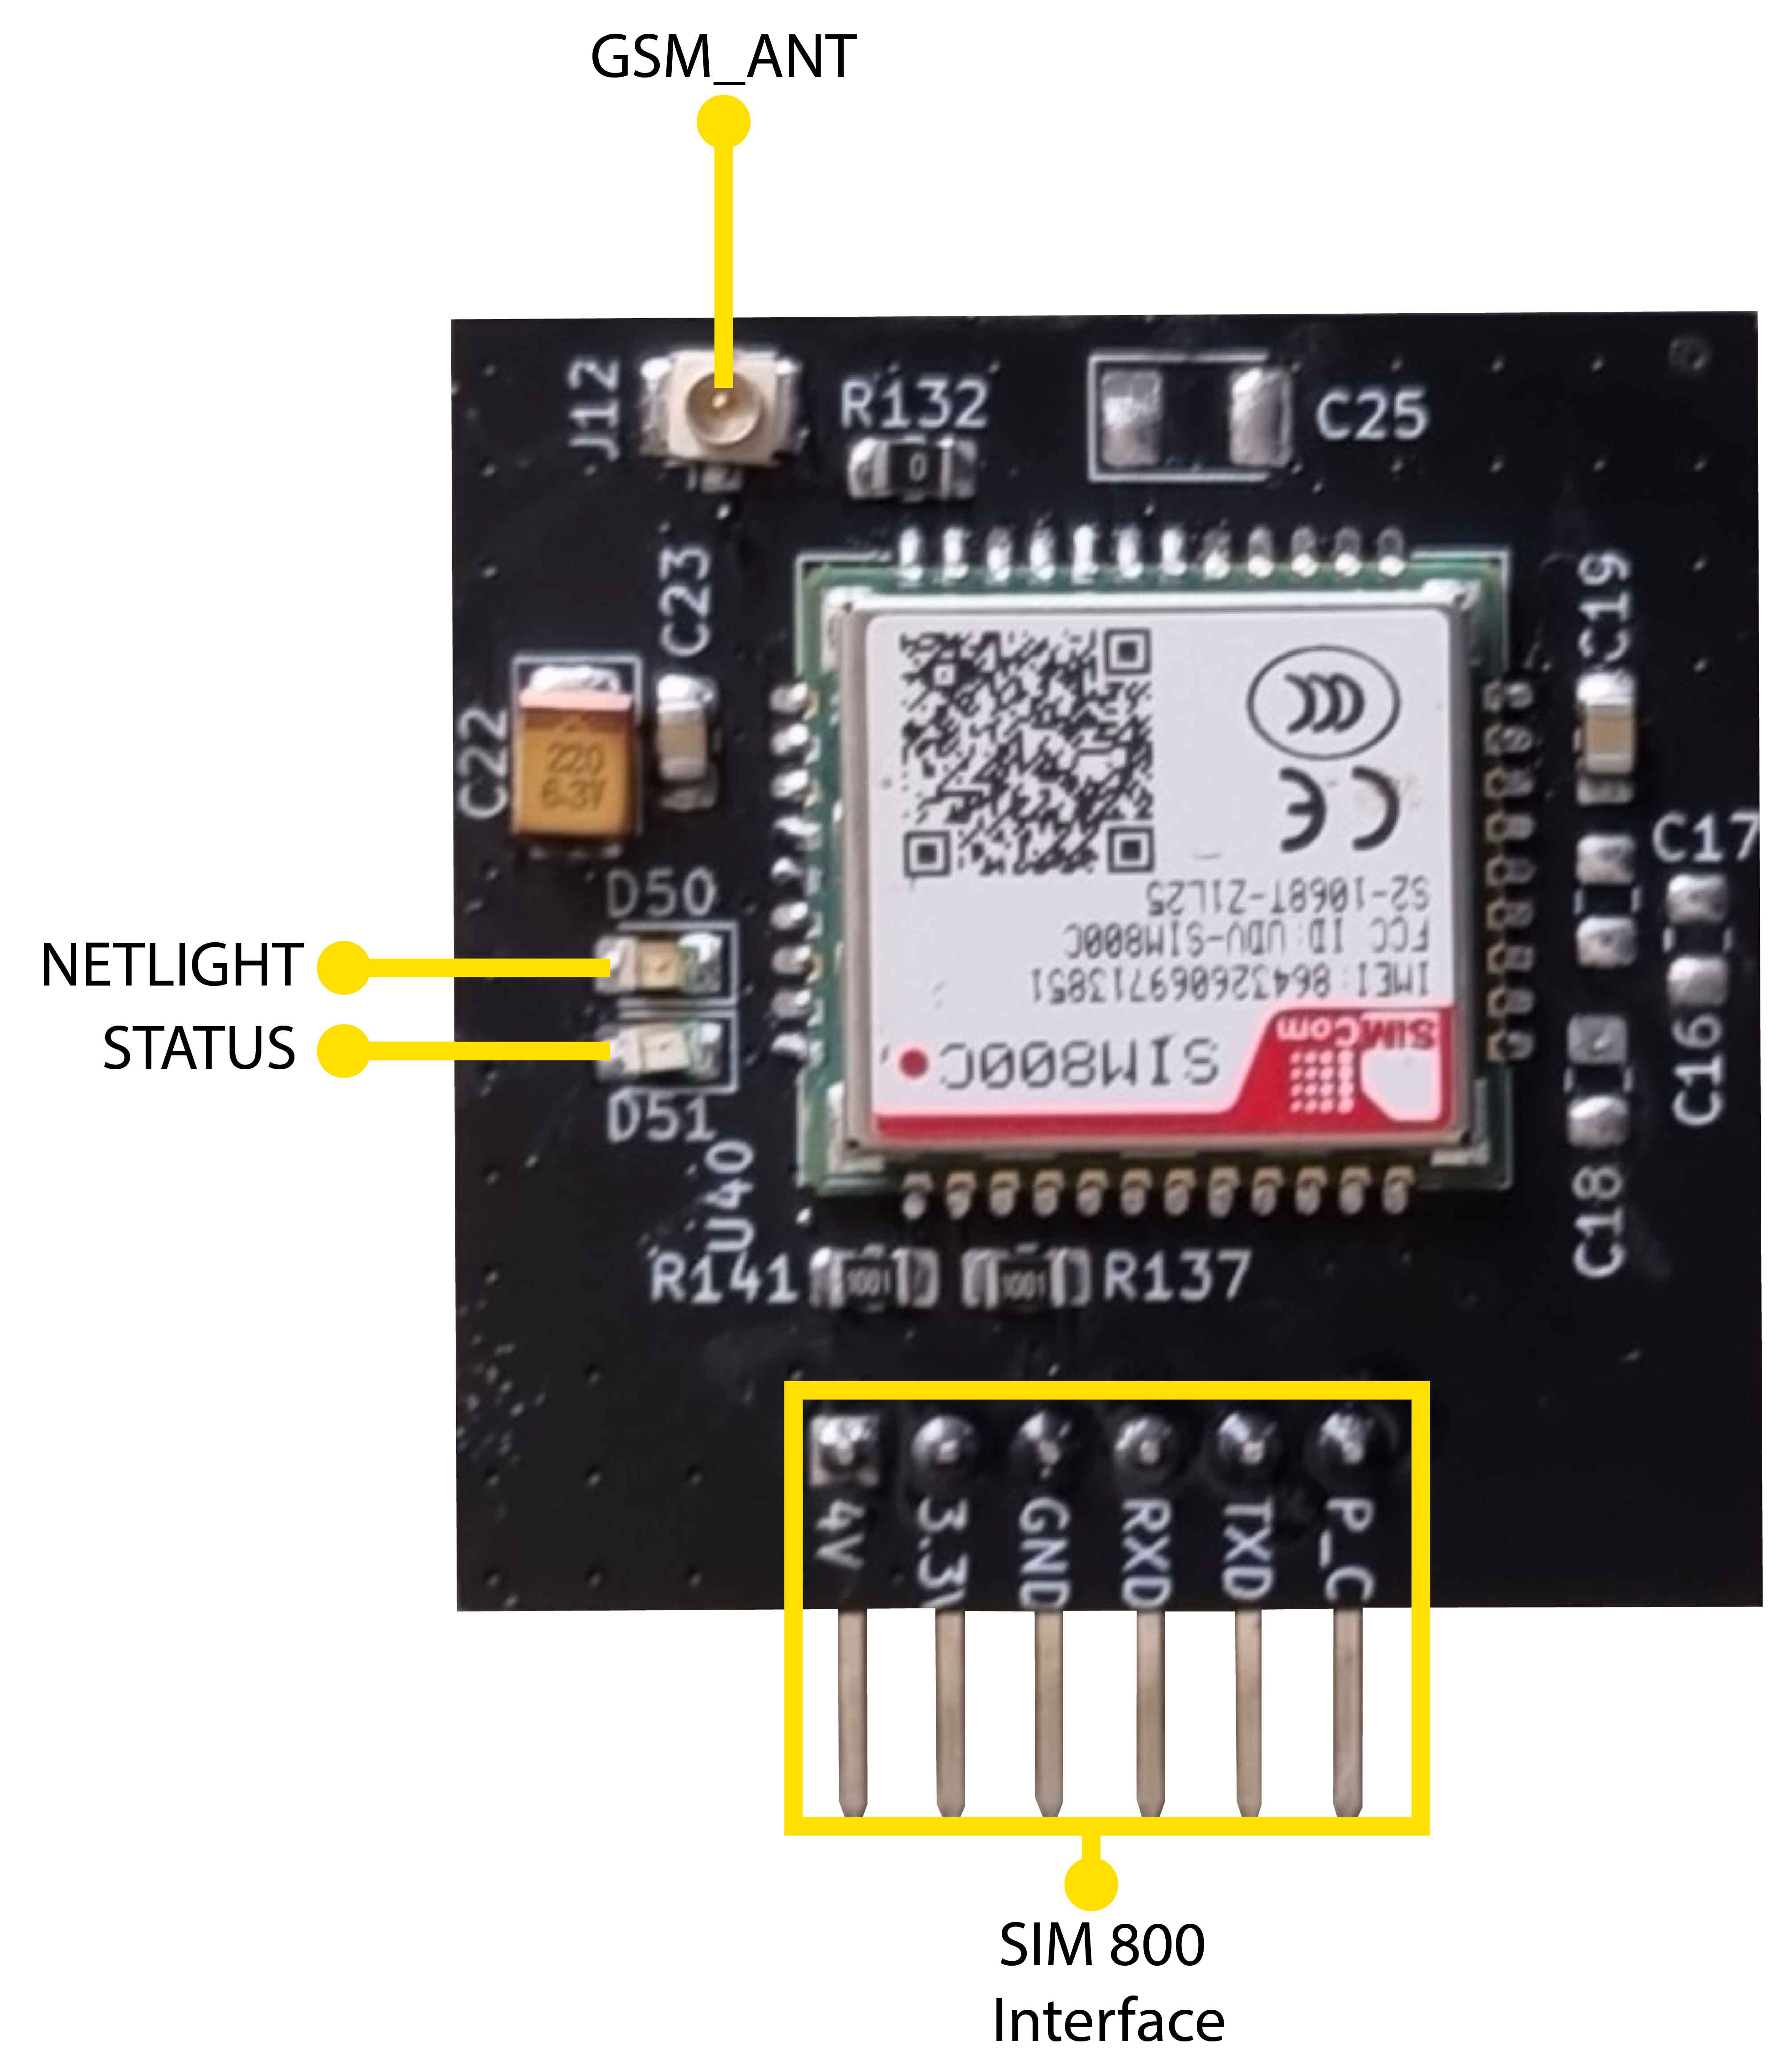 GSM_ANT
J12
R132
0
C25
C23
C19
C22
220
6.3V
C17
D50
NETLIGHT
STATUS
D51
U40
C16
C18
CE
S2-1068T-Z1L25
FCC ID:UDV-SIM800C
IMEI:864326069713851
SIM800C
SIMCom
R141
1001
1001
R137
4V
3.3V
GND
RXD
TXD
P_C
SIM 800
Interface